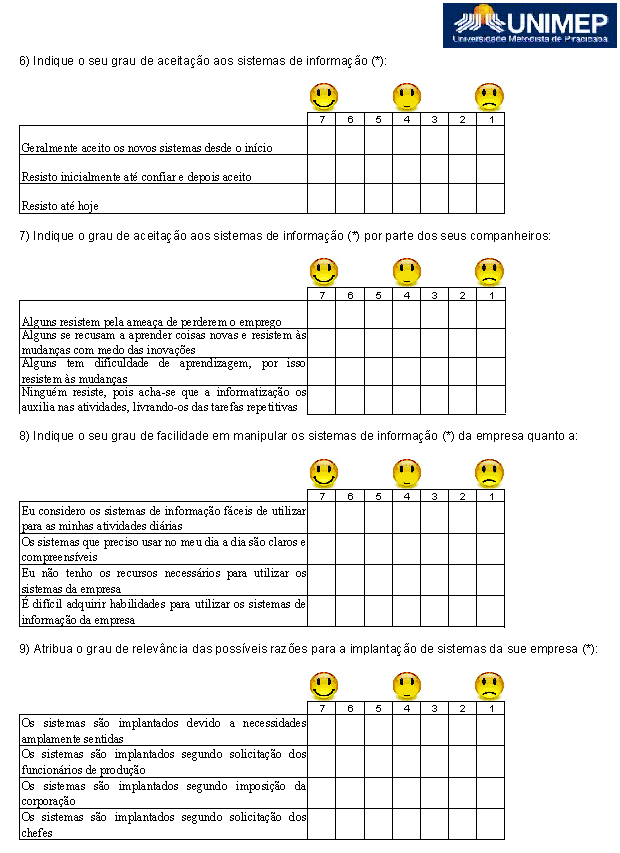 UNIMEP
Universidade Metodista de Piracicaba
6) Indique o seu grau de aceitação aos sistemas de informação (*):
7 6 5 4 3 2 1
Geralmente aceito os novos sistemas desde o início
Resisto inicialmente até confiar e depois aceito
Resisto até hoje
7) Indique o grau de aceitação aos sistemas de informação (*) por parte dos seus companheiros:
7 6 5 4 3 2 1
Alguns resistem pela ameaça de perderem o emprego
Alguns se recusam a aprender coisas novas e resistem às
mudanças com medo das inovações
Alguns tem dificuldade de aprendizagem, por isso
resistem às mudanças
Ninguém resiste, pois acha-se que a informatização os
auxilia nas atividades, livrando-os das tarefas repetitivas
8) Indique o seu grau de facilidade em manipular os sistemas de informação (*) da empresa quanto a:
7 6 5 4 3 2 1
Eu considero os sistemas de informação fáceis de utilizar
para as minhas atividades diárias
Os sistemas que preciso usar no meu dia a dia são claros e
compreensíveis
Eu não tenho os recursos necessários para utilizar os
sistemas da empresa
É difícil adquirir habilidades para utilizar os sistemas de
informação da empresa
9) Atribua o grau de relevância das possíveis razões para a implantação de sistemas da sue empresa (*):
7 6 5 4 3 2 1
Os sistemas são implantados devido a necessidades
amplamente sentidas
Os sistemas são implantados segundo solicitação dos
funcionários de produção
Os sistemas são implantados segundo imposição da
corporação
Os sistemas são implantados segundo solicitação dos
chefes